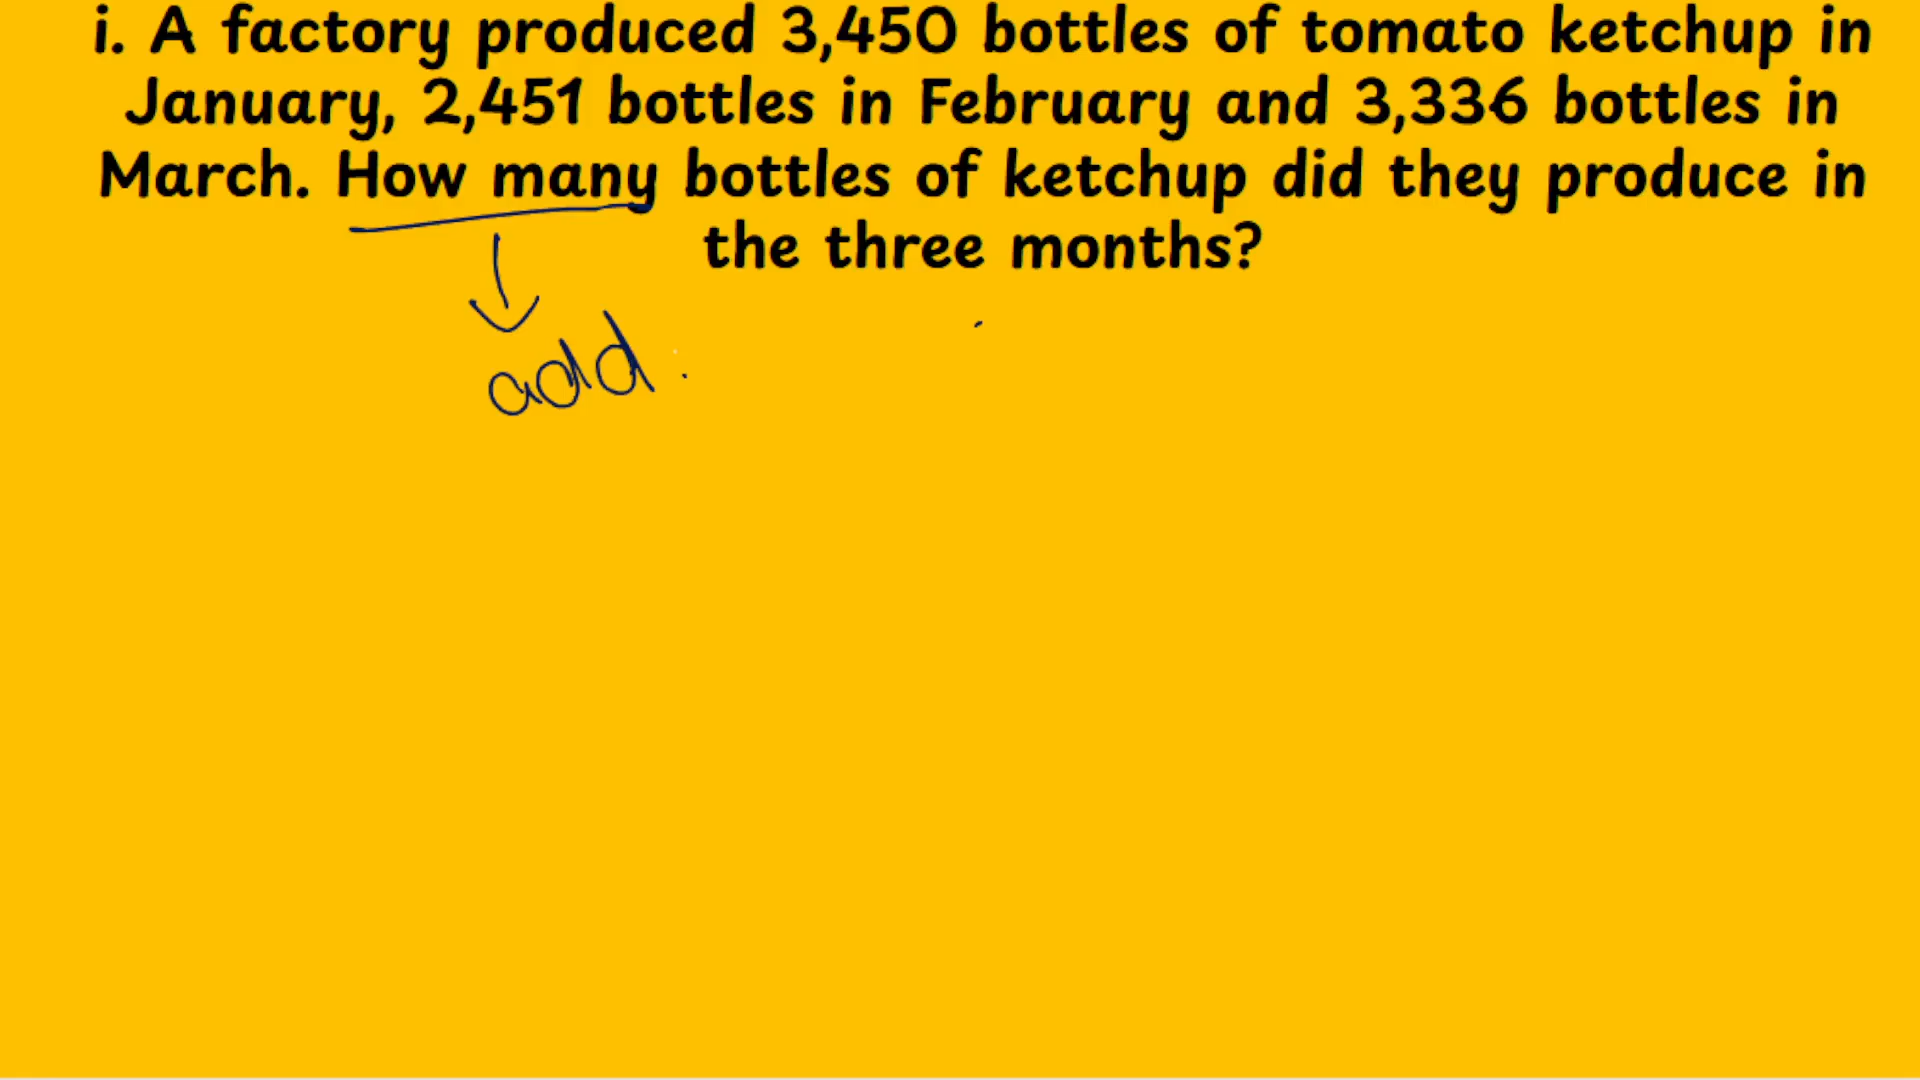 i. A factory produced 3,450 bottles of tomato ketchup in
January, 2,451 bottles in February and 3,336 bottles in
March. How many bottles of ketchup did they produce in
the three months?
add